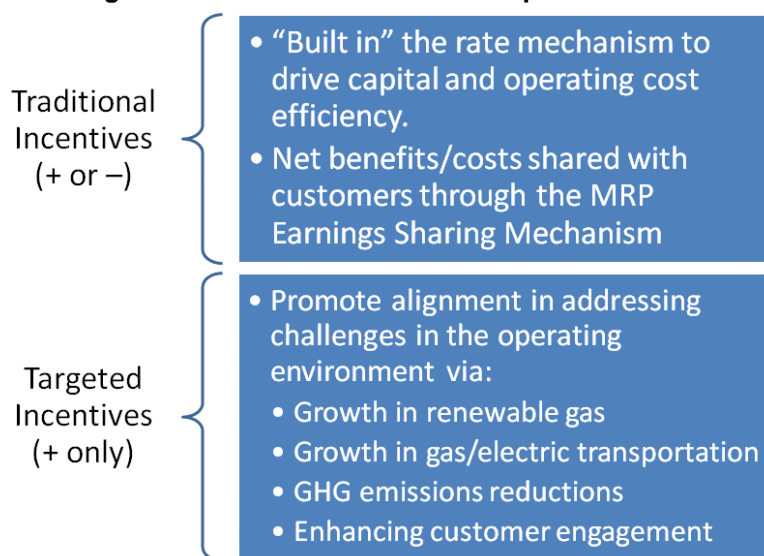 Traditional
Incentives
(+ or –)
• “Built in” the rate mechanism to
drive capital and operating cost
efficiency.
• Net benefits/costs shared with
customers through the MRP
Earnings Sharing Mechanism
Targeted
Incentives
(+ only)
• Promote alignment in addressing
challenges in the operating
environment via:
• Growth in renewable gas
• Growth in gas/electric transportation
• GHG emissions reductions
• Enhancing customer engagement